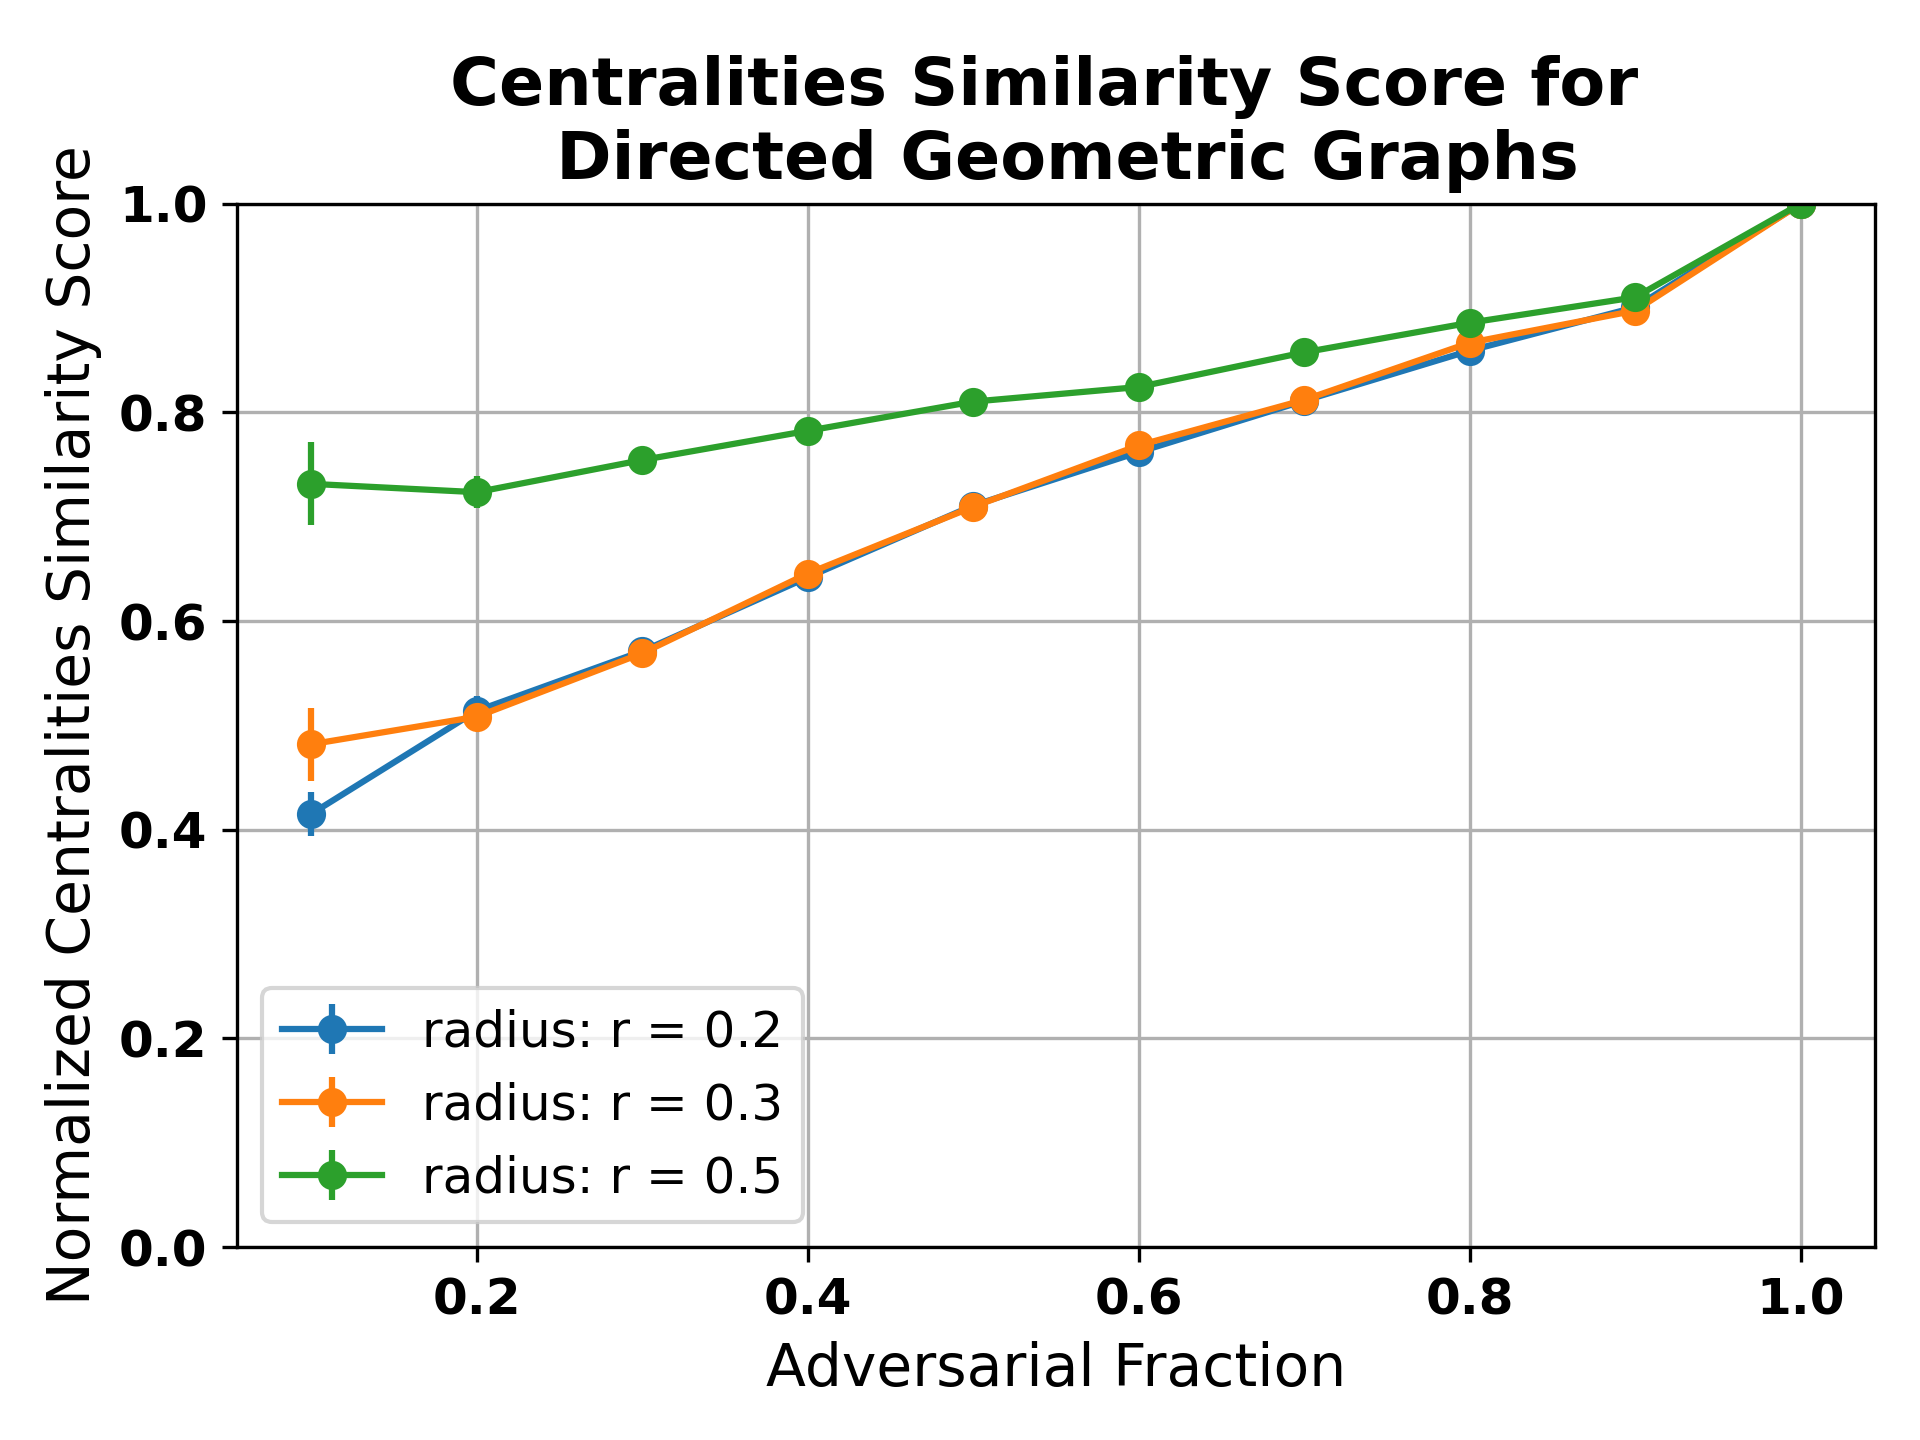 Centralities Similarity Score for
Directed Geometric Graphs
Normalized Centralities Similarity Score
1.0
0.8
0.6
0.4
0.2
0.0
radius: r = 0.2
radius: r = 0.3
radius: r = 0.5
0.2 0.4 0.6 0.8 1.0
Adversarial Fraction